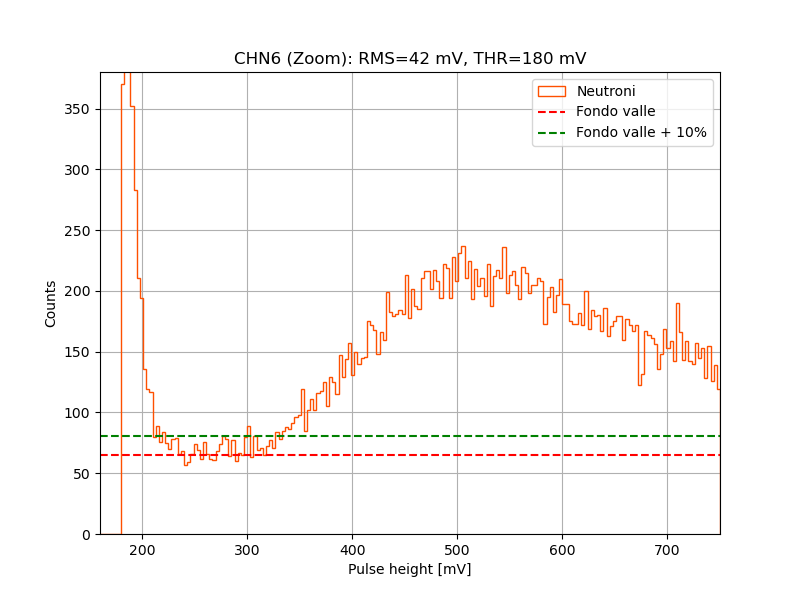 CHN6 (Zoom): RMS=42 mV, THR=180 mV
Neutroni
Fondo valle
Fondo valle + 10%
Counts
350
300
250
200
150
100
50
0
200 300 400 500 600 700
Pulse height [mV]